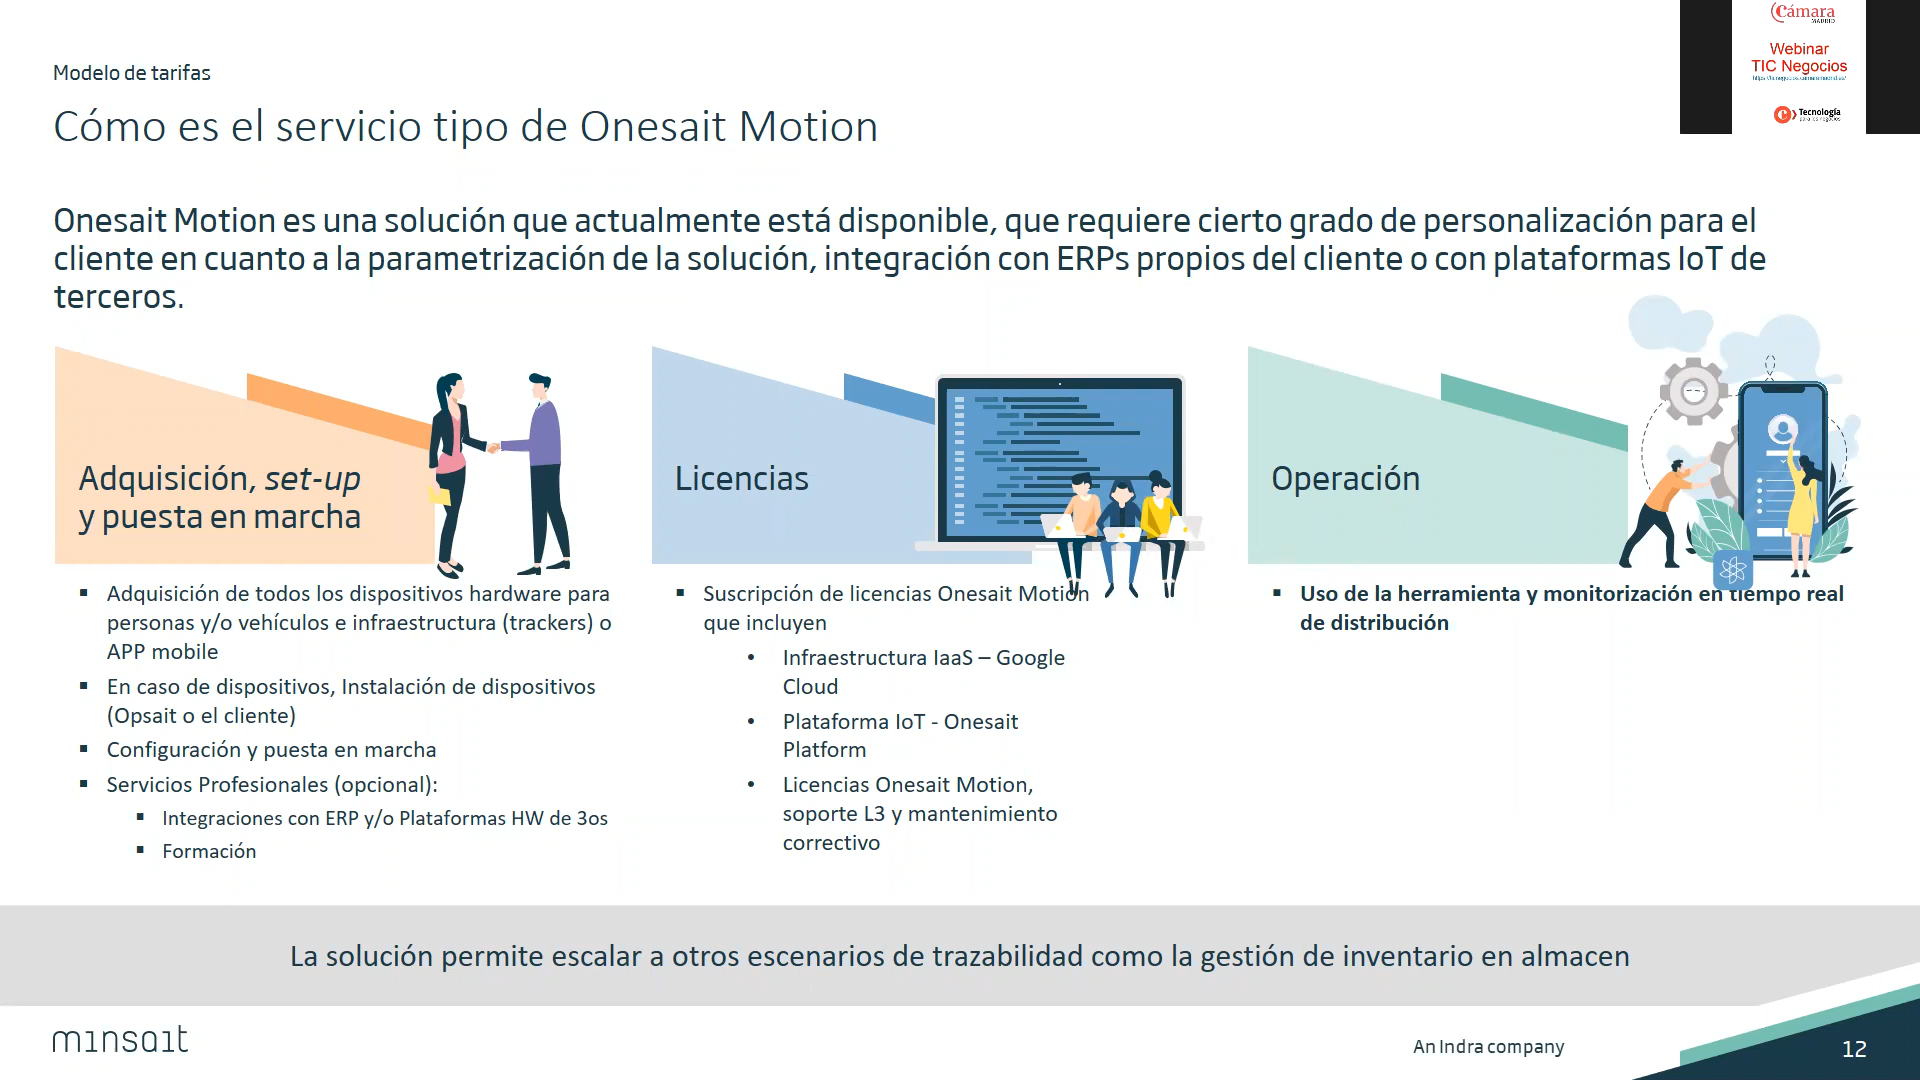 Cámara
MADRID
Webinar
TIC Negocios
Tecnología
para los negocios
Modelo de tarifas
Cómo es el servicio tipo de Onesait Motion
Onesait Motion es una solución que actualmente está disponible, que requiere cierto grado de personalización para el
cliente en cuanto a la parametrización de la solución, integración con ERPs propios del cliente o con plataformas IoT de
terceros.
Adquisición, set-up
y puesta en marcha
▪ Adquisición de todos los dispositivos hardware para
personas y/o vehículos e infraestructura (trackers) o
APP mobile
▪ En caso de dispositivos, Instalación de dispositivos
(Opsait o el cliente)
▪ Configuración y puesta en marcha
▪ Servicios Profesionales (opcional):
▪ Integraciones con ERP y/o Plataformas HW de 3os
▪ Formación
Licencias
▪ Suscripción de licencias Onesait Motion
que incluyen
• Infraestructura IaaS – Google
Cloud
• Plataforma IoT - Onesait
Platform
• Licencias Onesait Motion,
soporte L3 y mantenimiento
correctivo
Operación
▪ Uso de la herramienta y monitorización en tiempo real
de distribución
La solución permite escalar a otros escenarios de trazabilidad como la gestión de inventario en almacen
minsait
An Indra company
12